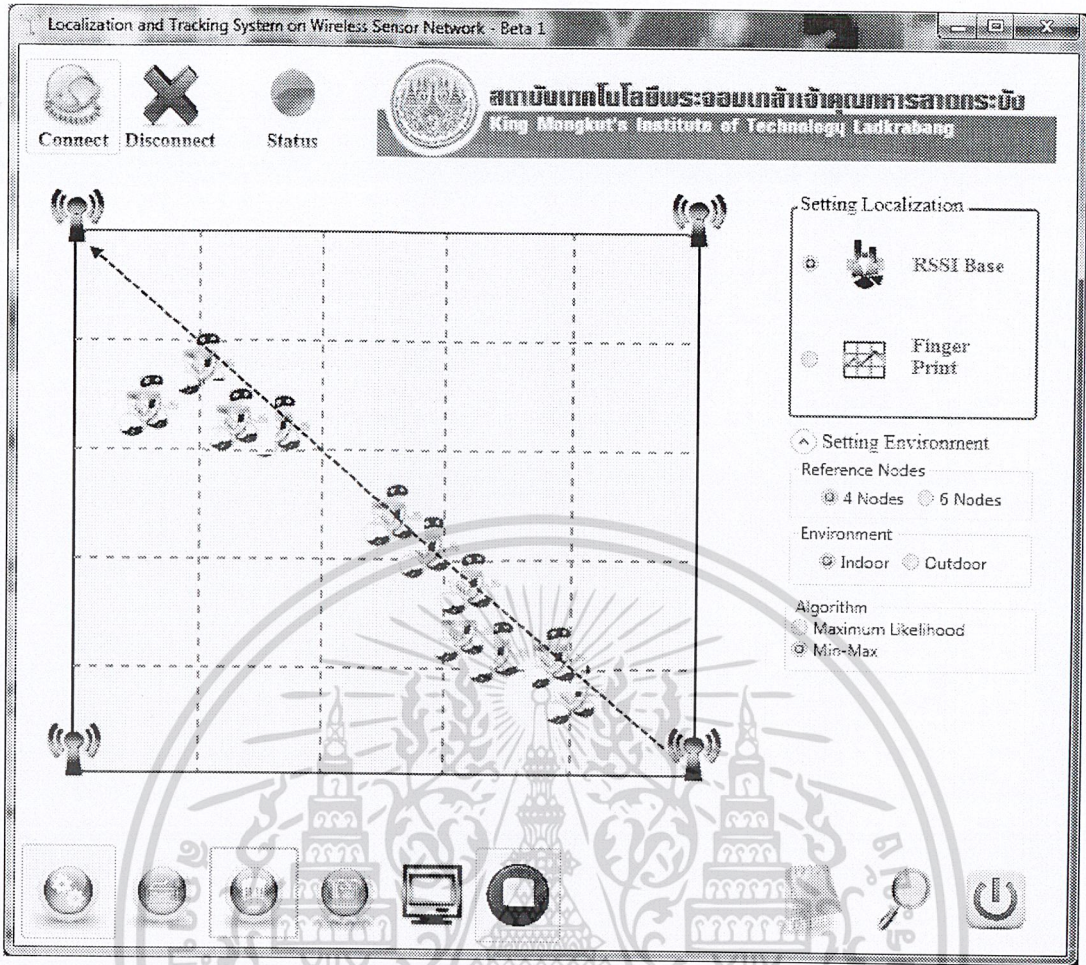 Localization and Tracking System on Wireless Sensor Network - Beta 1
Connect
Disconnect
Status
สถาบันเทคโนโลยีพระจอมเกล้าเจ้าคุณทหารลาดกระบัง
King Mongkut's Institute of Technology Ladkrabang
Setting Localization
RSSI Base
Finger
Print
Setting Environment
Reference Nodes
4 Nodes
6 Nodes
Environment
Indoor
Outdoor
Algorithm
Maximum Likelihood
Min-Max